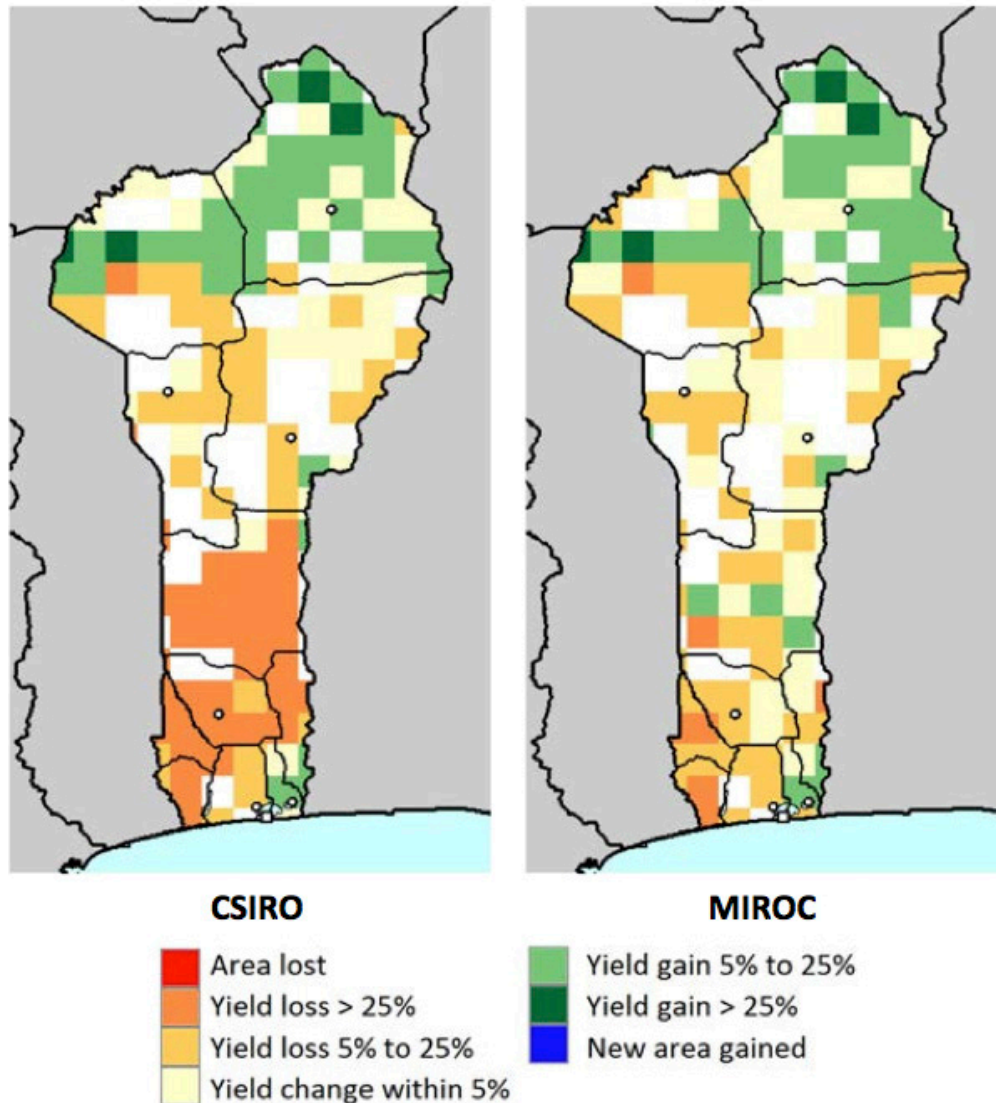 CSIRO
MIROC
Area lost
Yield loss > 25%
Yield loss 5% to 25%
Yield change within 5%
Yield gain 5% to 25%
Yield gain > 25%
New area gained